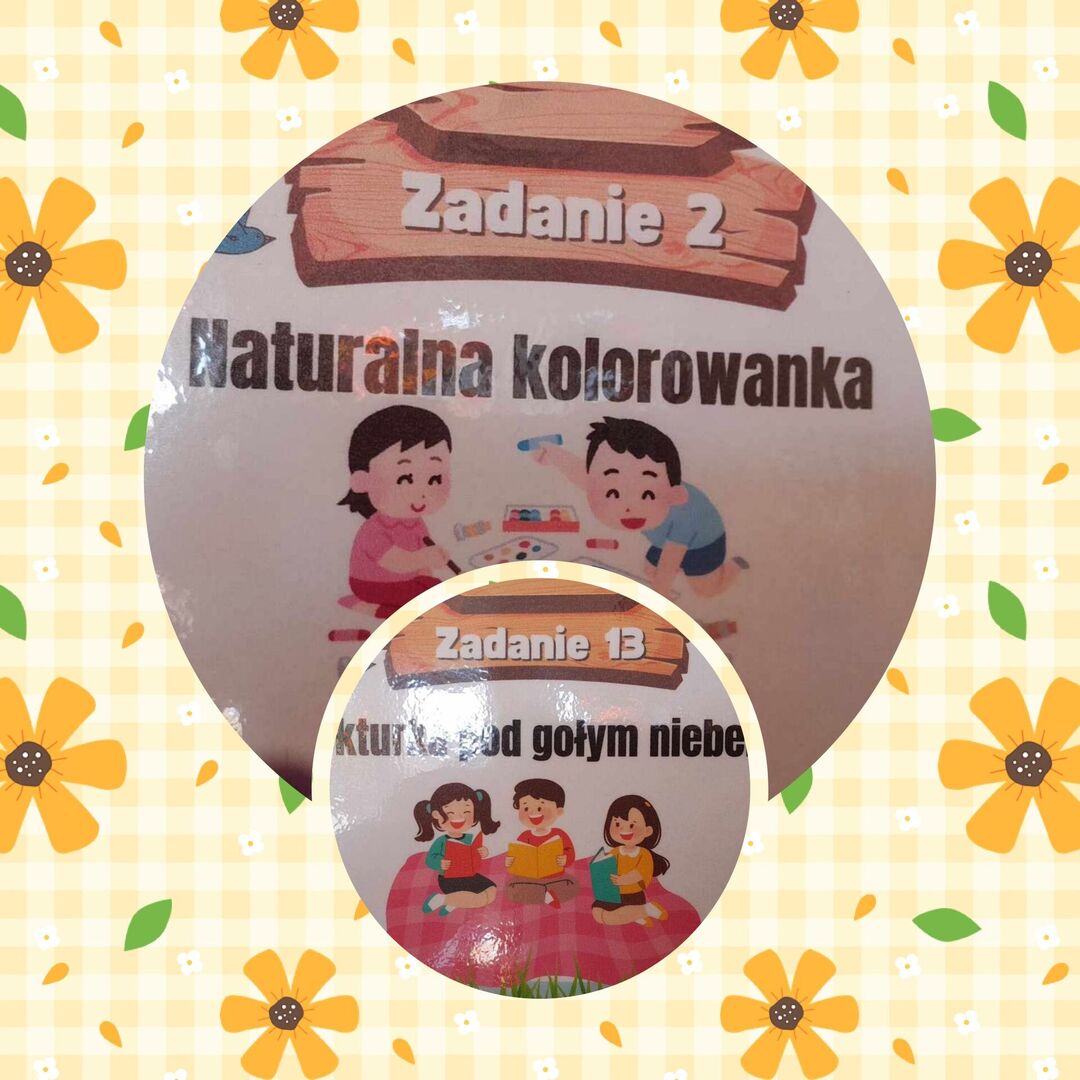 Zadanie 2
Naturalna kolorowanka
Zadanie 13
pod gołym